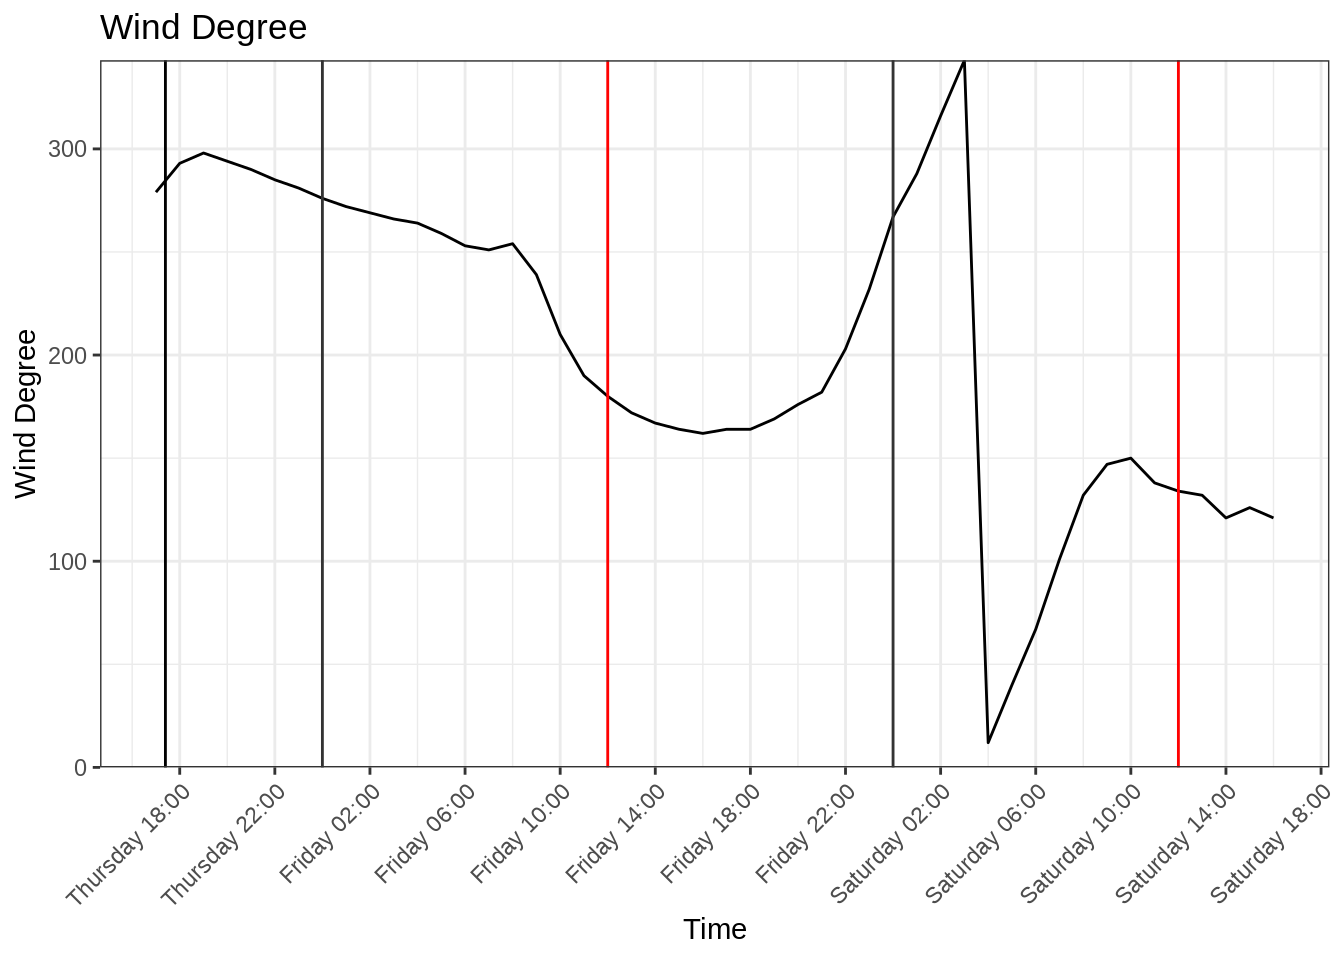 Wind Degree
Wind Degree
300
200
100
0
Thursday 18:00
Thursday 22:00
Friday 02:00
Friday 06:00
Friday 10:00
Friday 14:00
Friday 18:00
Friday 22:00
Saturday 02:00
Saturday 06:00
Saturday 10:00
Saturday 14:00
Saturday 18:00
Time